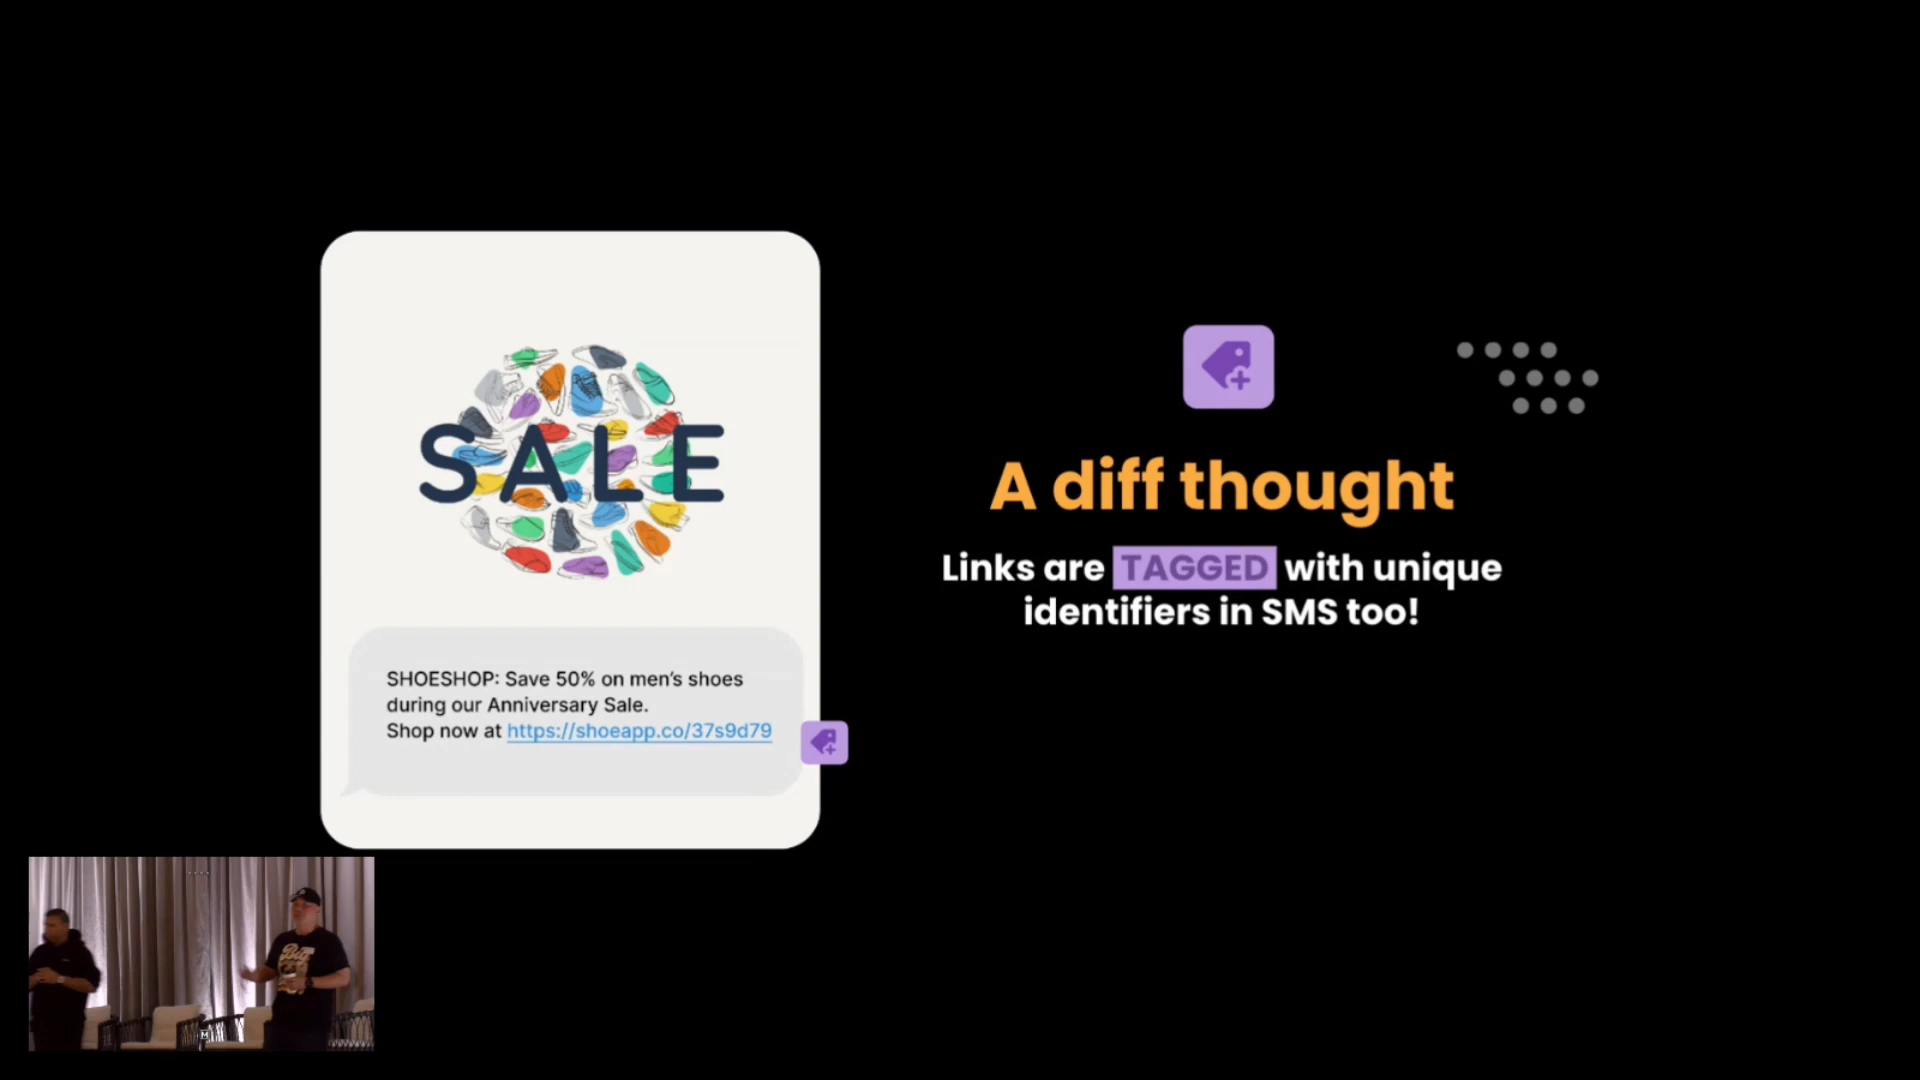 SALE
SHOESHOP: Save 50% on men's shoes
during our Anniversary Sale.
Shop now at https://shoeapp.co/37s9d79
A diff thought
Links are TAGGED with unique
identifiers in SMS too!